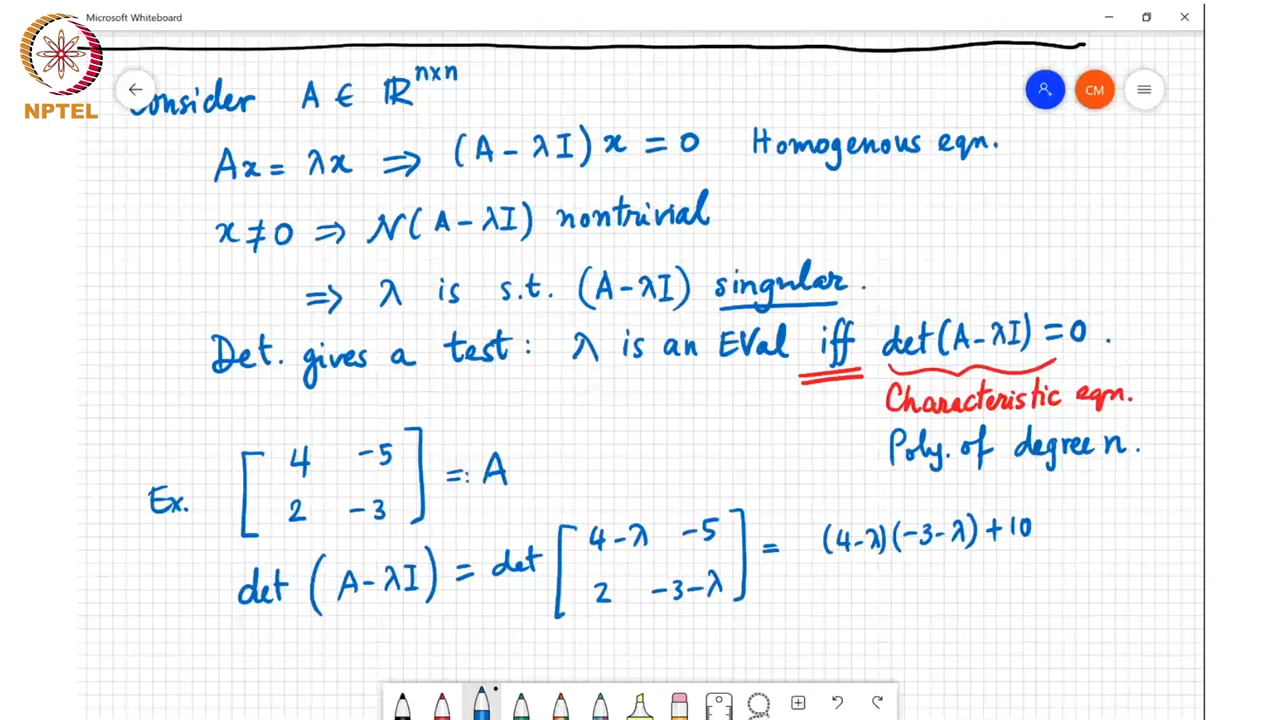 Microsoft Whiteboard
NPTEL
Consider A ∈ ℝ^{n×n}
CM
Ax = λx ⇒ (A - λI)x = 0 Homogenous eqn.
x ≠ 0 ⇒ N(A - λI) nontrivial
⇒ λ is s.t. (A - λI) singular.
Det. gives a test: λ is an EVal iff det(A - λI) = 0.
Characteristic eqn.
Poly. of degree n.
Ex. [4 -5; 2 -3] =: A
det(A - λI) = det [4-λ -5; 2 -3-λ] = (4-λ)(-3-λ)+10